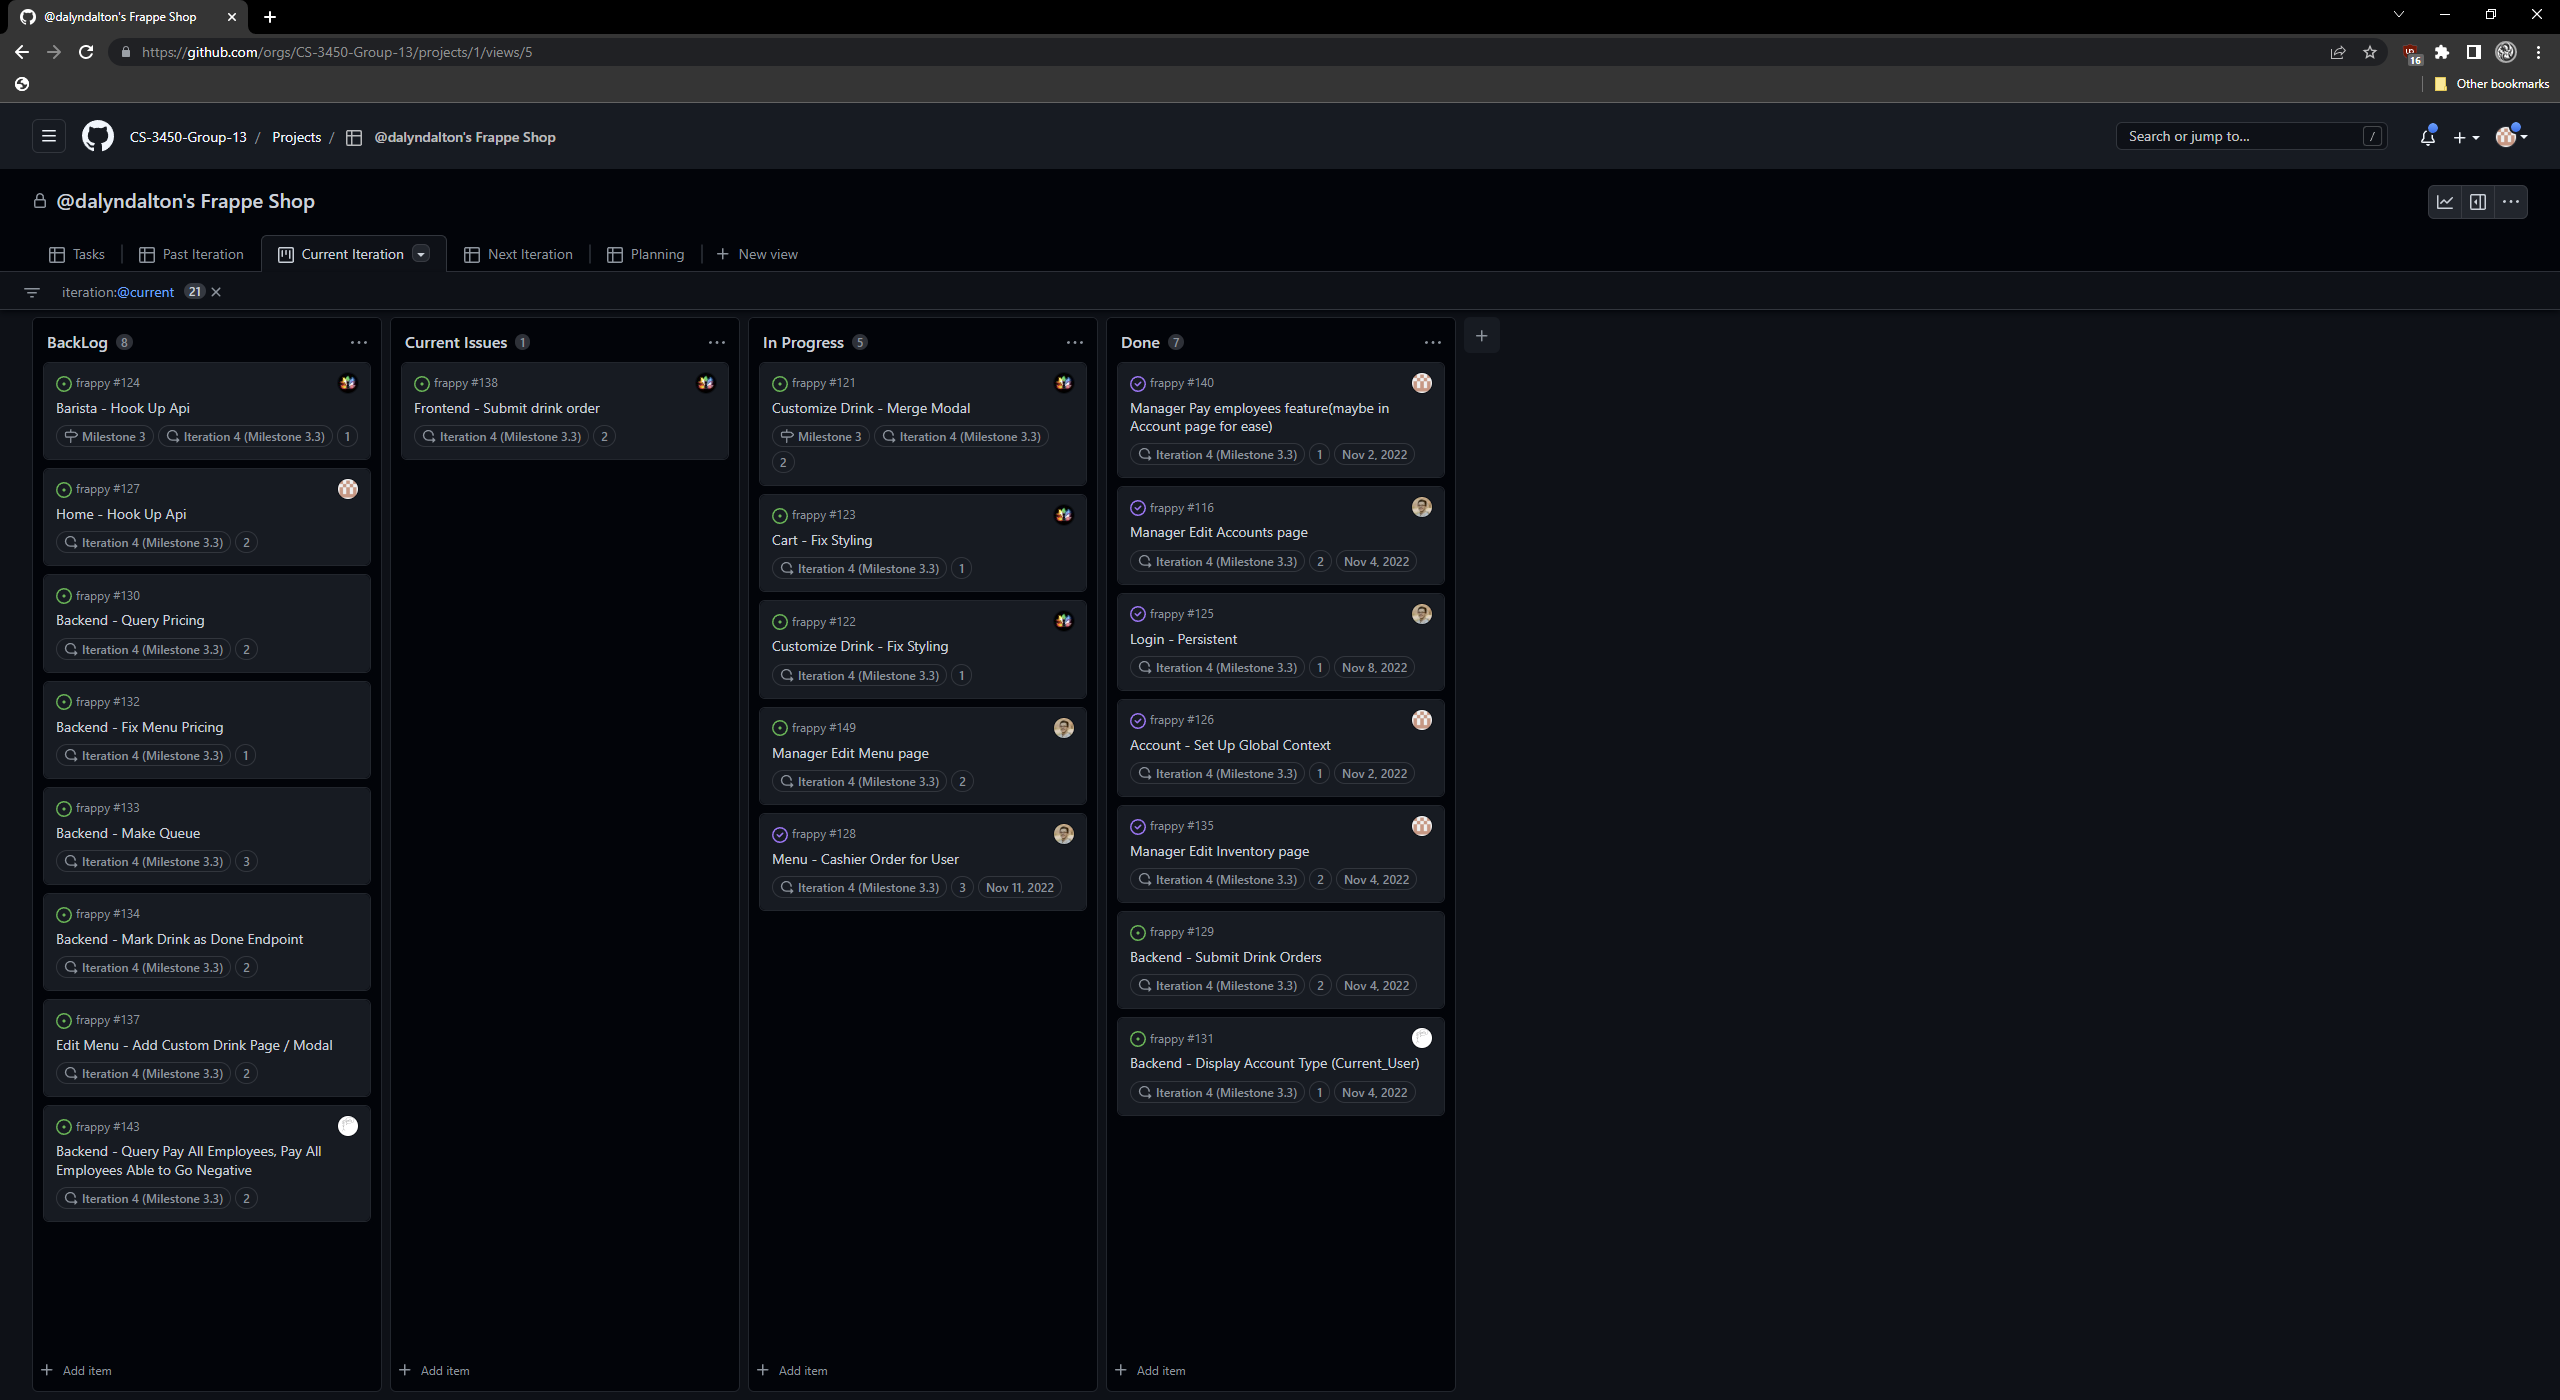 @dalyndalton's Frappe Shop
https://github.com/orgs/CS-3450-Group-13/projects/1/views/5
16
Other bookmarks
CS-3450-Group-13 / Projects / @dalyndalton's Frappe Shop
Search or jump to... /
@dalyndalton's Frappe Shop
Tasks
Past Iteration
Current Iteration
Next Iteration
Planning
New view
iteration:@current 21
BackLog 8
frappy #124
Barista - Hook Up Api
Milestone 3 Iteration 4 (Milestone 3.3) 1
frappy #127
Home - Hook Up Api
Iteration 4 (Milestone 3.3) 2
frappy #130
Backend - Query Pricing
Iteration 4 (Milestone 3.3) 2
frappy #132
Backend - Fix Menu Pricing
Iteration 4 (Milestone 3.3) 1
frappy #133
Backend - Make Queue
Iteration 4 (Milestone 3.3) 3
frappy #134
Backend - Mark Drink as Done Endpoint
Iteration 4 (Milestone 3.3) 2
frappy #137
Edit Menu - Add Custom Drink Page / Modal
Iteration 4 (Milestone 3.3) 2
frappy #143
Backend - Query Pay All Employees, Pay All
Employees Able to Go Negative
Iteration 4 (Milestone 3.3) 2
Add item
Current Issues 1
frappy #138
Frontend - Submit drink order
Iteration 4 (Milestone 3.3) 2
Add item
In Progress 5
frappy #121
Customize Drink - Merge Modal
Milestone 3 Iteration 4 (Milestone 3.3)
2
frappy #123
Cart - Fix Styling
Iteration 4 (Milestone 3.3) 1
frappy #122
Customize Drink - Fix Styling
Iteration 4 (Milestone 3.3) 1
frappy #149
Manager Edit Menu page
Iteration 4 (Milestone 3.3) 2
frappy #128
Menu - Cashier Order for User
Iteration 4 (Milestone 3.3) 3 Nov 11, 2022
Add item
Done 7
frappy #140
Manager Pay employees feature(maybe in
Account page for ease)
Iteration 4 (Milestone 3.3) 1 Nov 2, 2022
frappy #116
Manager Edit Accounts page
Iteration 4 (Milestone 3.3) 2 Nov 4, 2022
frappy #125
Login - Persistent
Iteration 4 (Milestone 3.3) 1 Nov 8, 2022
frappy #126
Account - Set Up Global Context
Iteration 4 (Milestone 3.3) 1 Nov 2, 2022
frappy #135
Manager Edit Inventory page
Iteration 4 (Milestone 3.3) 2 Nov 4, 2022
frappy #129
Backend - Submit Drink Orders
Iteration 4 (Milestone 3.3) 2 Nov 4, 2022
frappy #131
Backend - Display Account Type (Current_User)
Iteration 4 (Milestone 3.3) 1 Nov 4, 2022
Add item